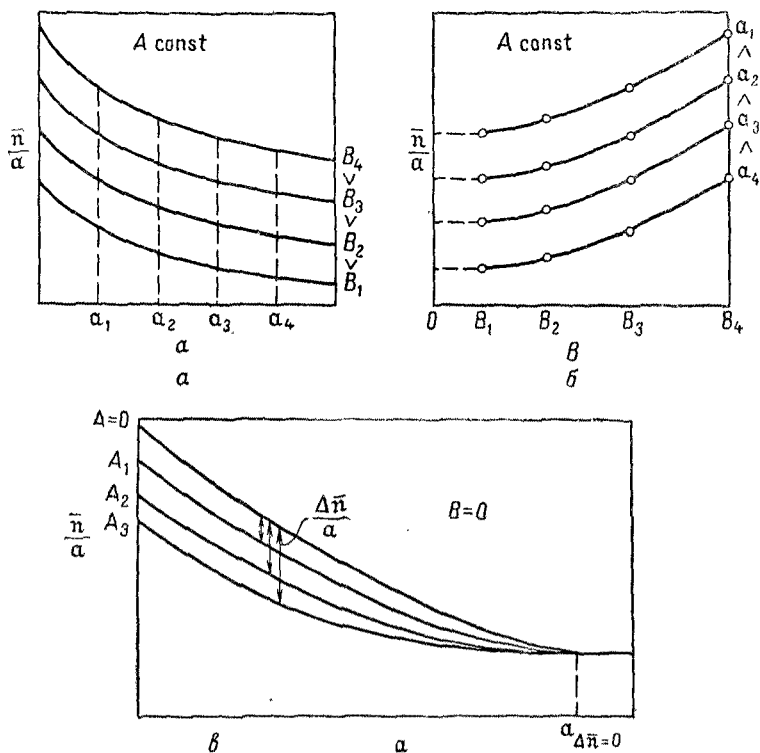 A const
n̄/a
B₄
∨
B₃
∨
B₂
∨
B₁
a₁ a₂ a₃ a₄
a
а
A const
n̄/a
a₁
∧
a₂
∧
a₃
∧
a₄
0 B₁ B₂ B₃ B₄
B
б
A=0
A₁
A₂
A₃
n̄/a
Δn̄/a
B=0
a Δn̄=0
в a